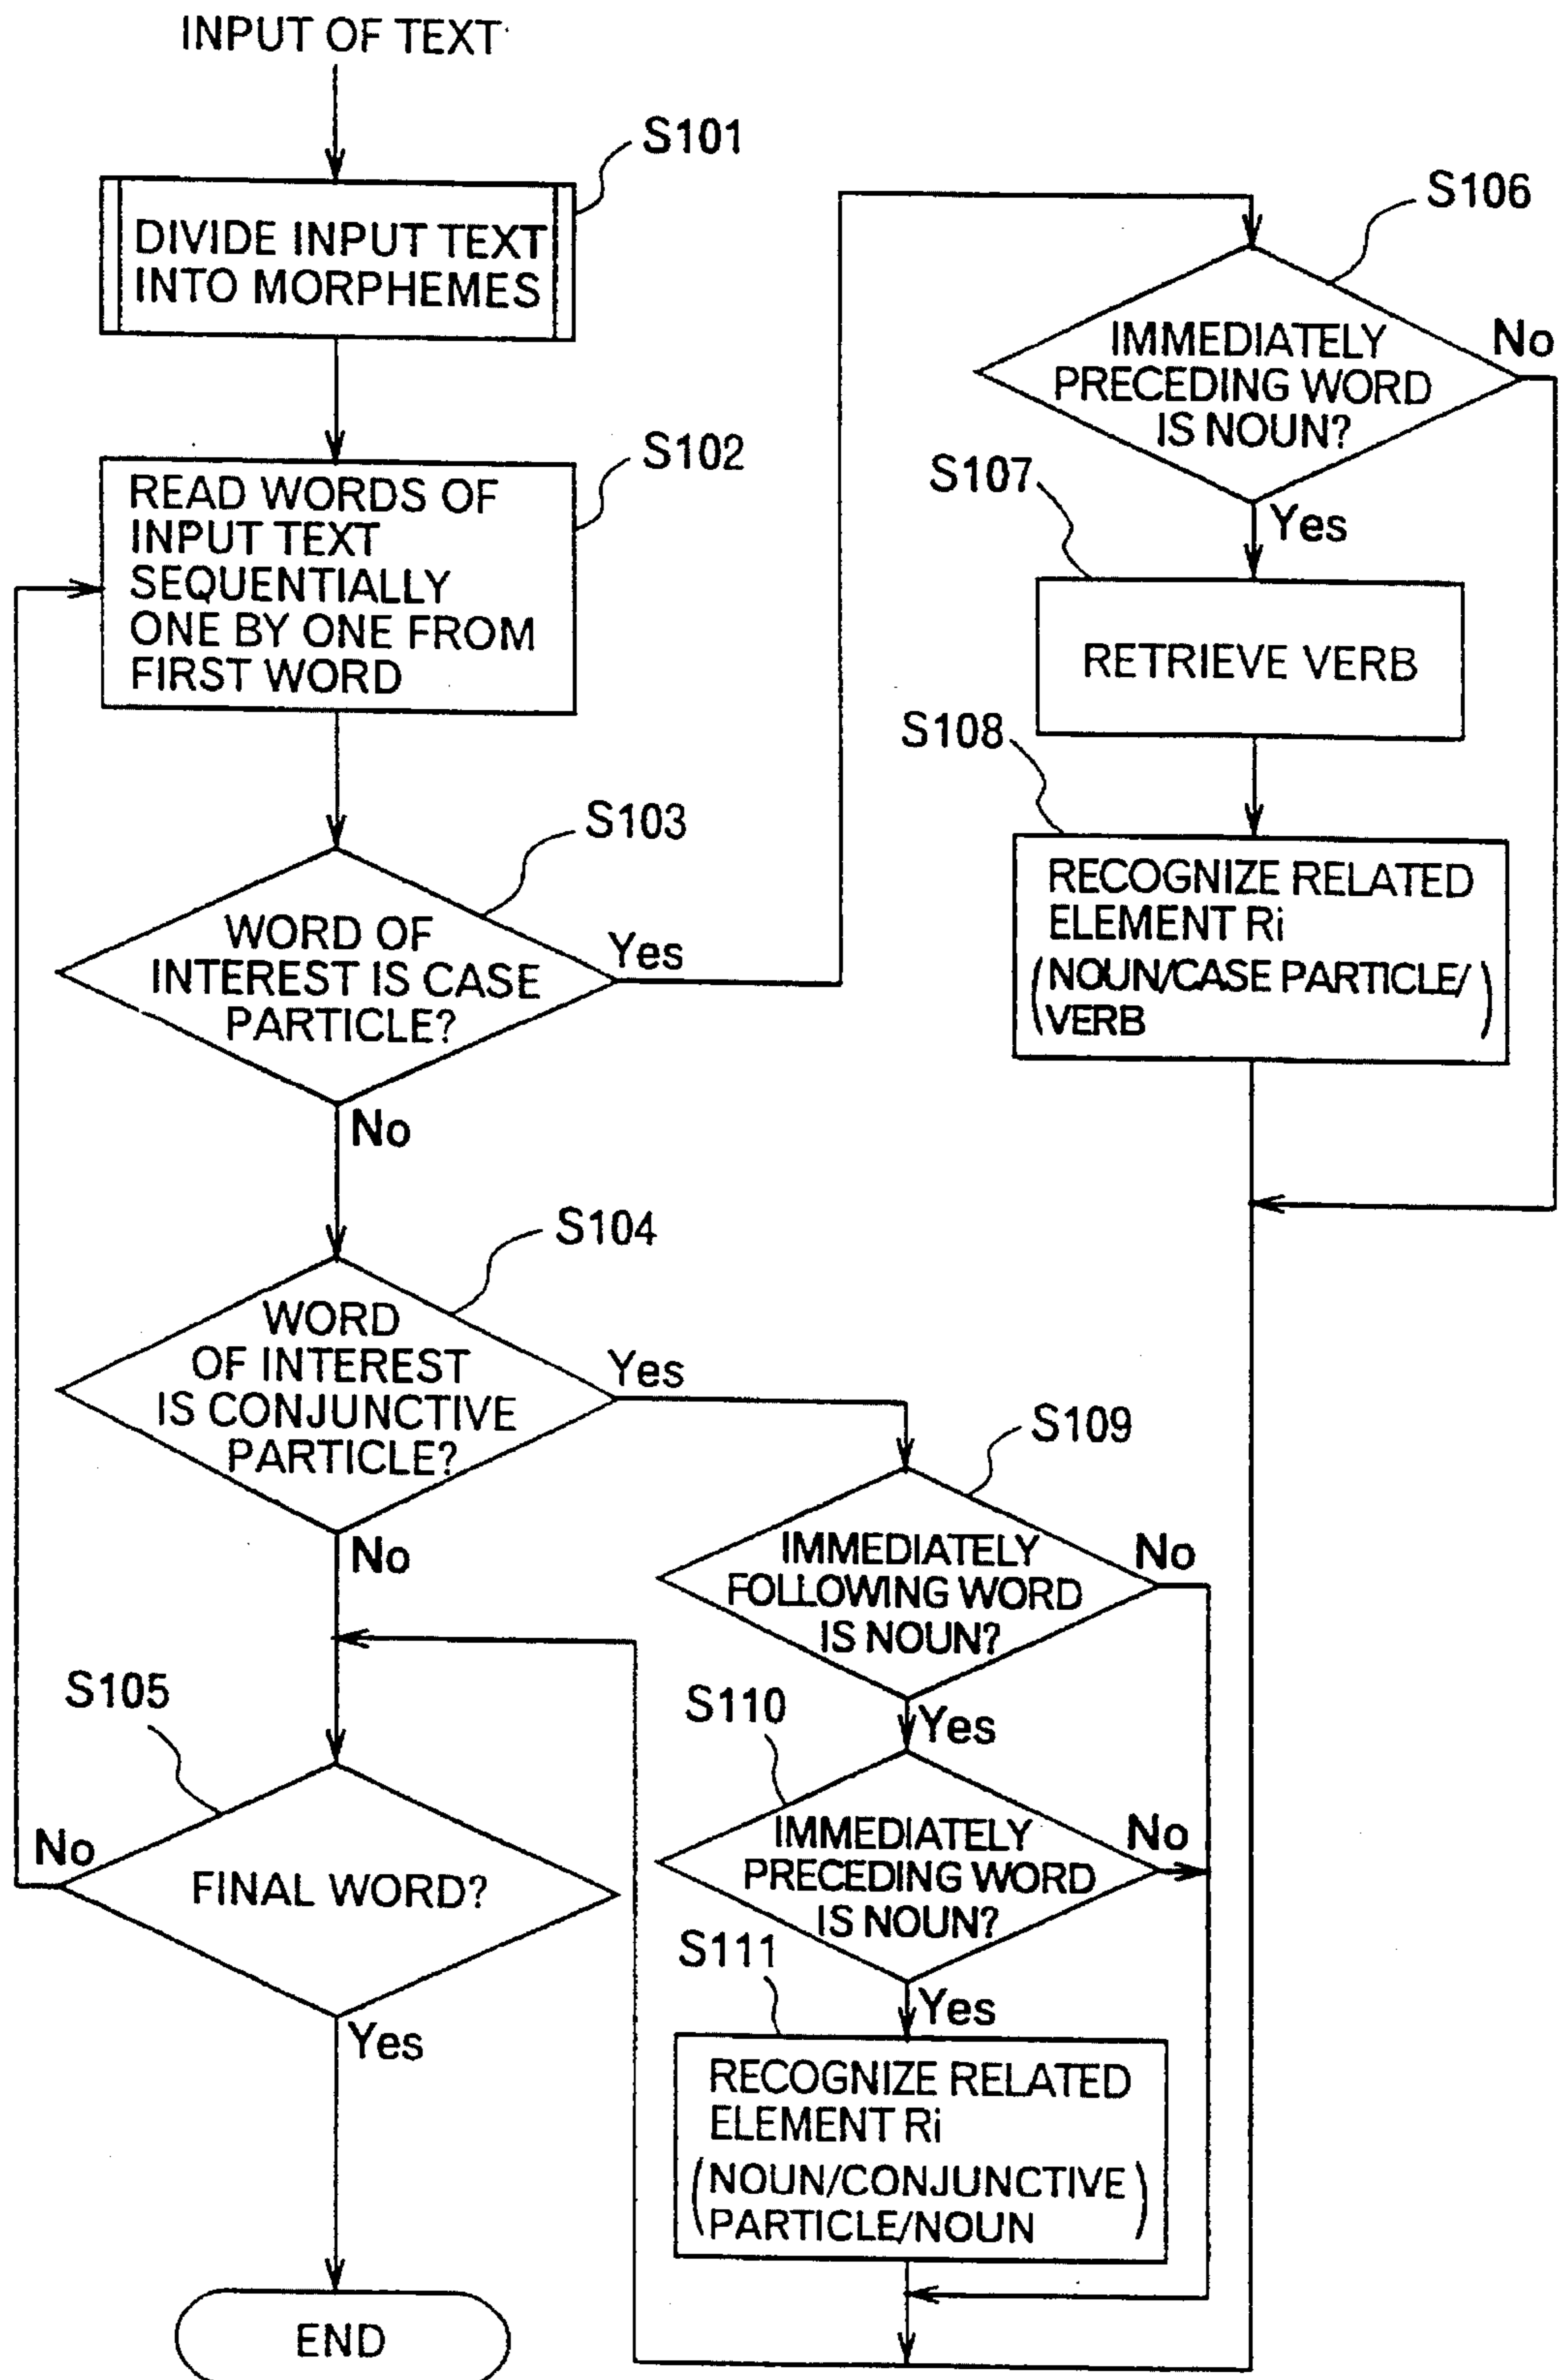 INPUT OF TEXT
S101
DIVIDE INPUT TEXT
INTO MORPHEMES
S102
READ WORDS OF
INPUT TEXT
SEQUENTIALLY
ONE BY ONE FROM
FIRST WORD
S103
WORD OF
INTEREST IS CASE
PARTICLE?
Yes
No
S104
WORD
OF INTEREST
IS CONJUNCTIVE
PARTICLE?
Yes
No
S105
FINAL WORD?
No
Yes
END
S106
IMMEDIATELY
PRECEDING WORD
IS NOUN?
No
Yes
S107
RETRIEVE VERB
S108
RECOGNIZE RELATED
ELEMENT Ri
(NOUN/CASE PARTICLE/
VERB)
S109
IMMEDIATELY
FOLLOWING WORD
IS NOUN?
No
Yes
S110
IMMEDIATELY
PRECEDING WORD
IS NOUN?
No
Yes
S111
RECOGNIZE RELATED
ELEMENT Ri
(NOUN/CONJUNCTIVE
PARTICLE/NOUN)